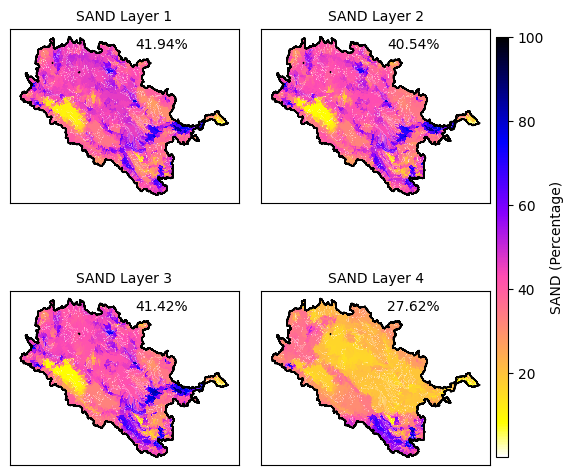 SAND Layer 1
41.94%
SAND Layer 2
40.54%
SAND Layer 3
41.42%
SAND Layer 4
27.62%
100
80
60
40
20
SAND (Percentage)